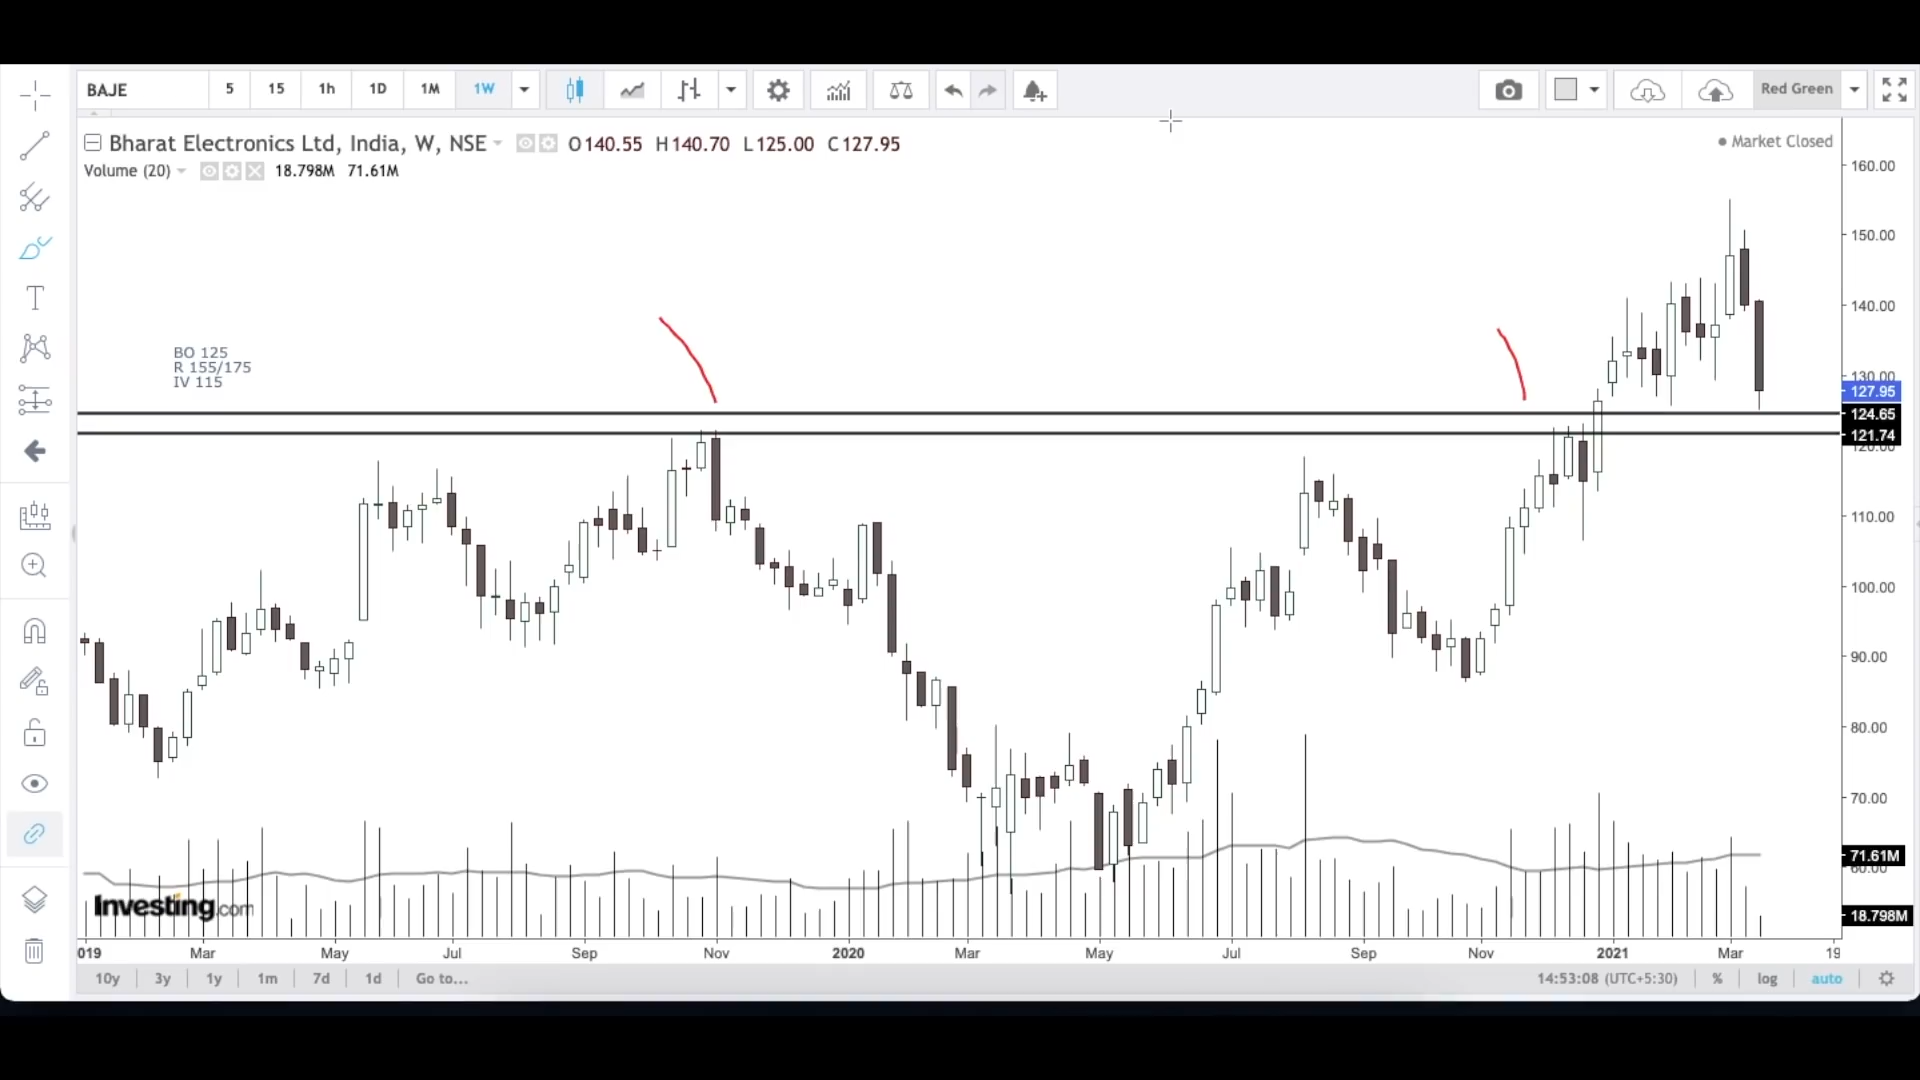 BAJE 5 15 1h 1D 1M 1W Red Green
Bharat Electronics Ltd, India, W, NSE O140.55 H140.70 L125.00 C127.95 Market Closed
Volume (20) 18.798M 71.61M
160.00
150.00
140.00
BO 125
R 155/175
IV 115
130.00
127.95
124.65
121.74
120.00
110.00
100.00
90.00
80.00
70.00
71.61M
60.00
Investing.com
18.798M
019 Mar May Jul Sep Nov 2020 Mar May Jul Sep Nov 2021 Mar 19
10y 3y 1y 1m 7d 1d Go to... 14:53:08 (UTC+5:30) % log auto
T